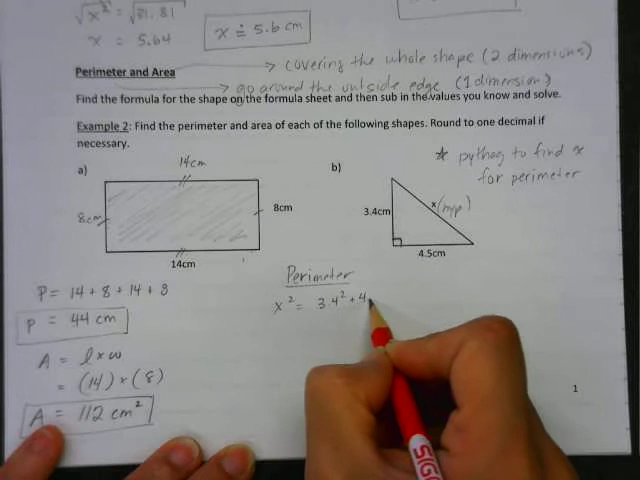 √x² = √31.81
x = 5.64
x ≐ 5.6 cm
Perimeter and Area
→ covering the whole shape (2 dimensions)
→ go around the outside edge (1 dimension)
Find the formula for the shape on the formula sheet and then sub in the values you know and solve.
Example 2: Find the perimeter and area of each of the following shapes. Round to one decimal if
necessary.
a)
14cm
8cm
8cm
14cm
b)
* pythag to find x
for perimeter
3.4cm
x (hyp)
4.5cm
P = 14 + 8 + 14 + 8
P = 44 cm
A = l x w
= (14) x (8)
A = 112 cm²
Perimeter
x² = 3.4² + 4
1
SIG